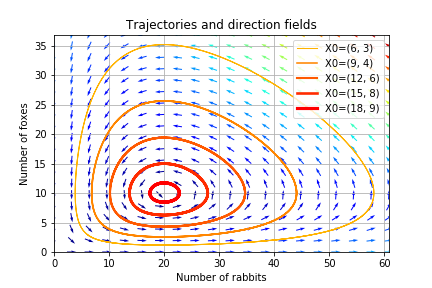 Trajectories and direction fields
X0=(6, 3)
X0=(9, 4)
X0=(12, 6)
X0=(15, 8)
X0=(18, 9)
Number of foxes
35
30
25
20
15
10
5
0
0 10 20 30 40 50 60
Number of rabbits